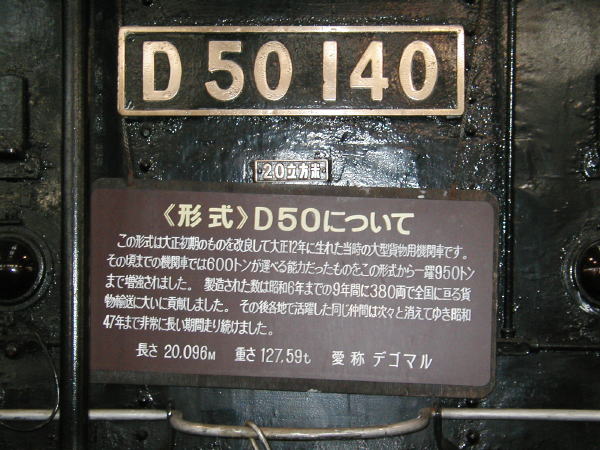 D50 140
20立方米
《形式》D50について
この形式は大正初期のものを改良して大正12年に生れた当時の大型貨物用機関車です。
その頃までの機関車では600トンが運べる能力だったものをこの形式から一躍950トン
まで増強されました。 製造された数は昭和6年までの9年間に380両で全国に亘る貨
物輸送に大いに貢献しました。 その後各地で活躍した同じ仲間は次々と消えてゆき昭和
47年まで非常に長い期間走り続けました。
長さ 20,096M 重さ 127,59t 愛称 デゴマル